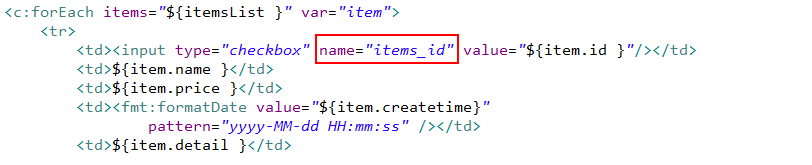 <c:forEach items="${itemsList }" var="item">
<tr>
<td><input type="checkbox" name="items_id" value="${item.id }"/></td>
<td>${item.name }</td>
<td>${item.price }</td>
<td><fmt:formatDate value="${item.createtime}"
pattern="yyyy-MM-dd HH:mm:ss" /></td>
<td>${item.detail }</td>